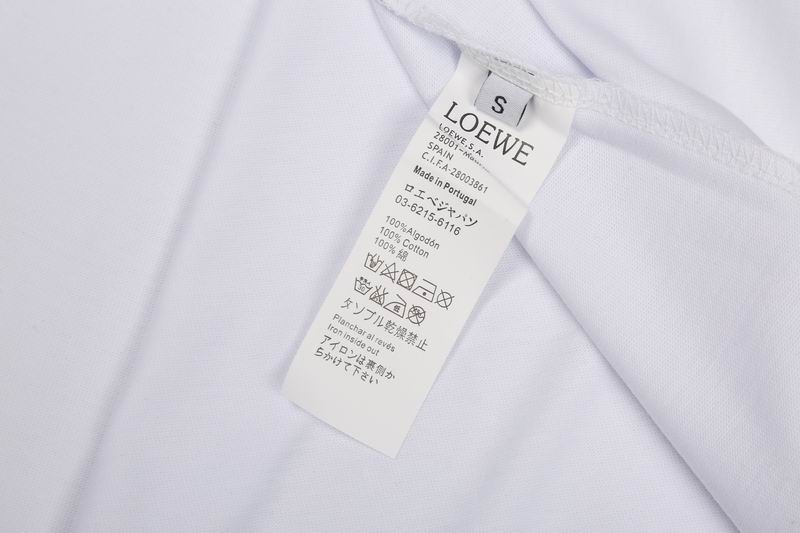 S
LOEWE
LOEWE, S.A.
28001-
SPAIN
C.I.F.A-28003861
Made in Portugal
ロエベジャパン
03-6215-6116
100%Algodón
100% Cotton
100% 綿
タンブル乾燥禁止
Planchar al revés
Iron inside out
アイロンは裏側か
らかけて下さい